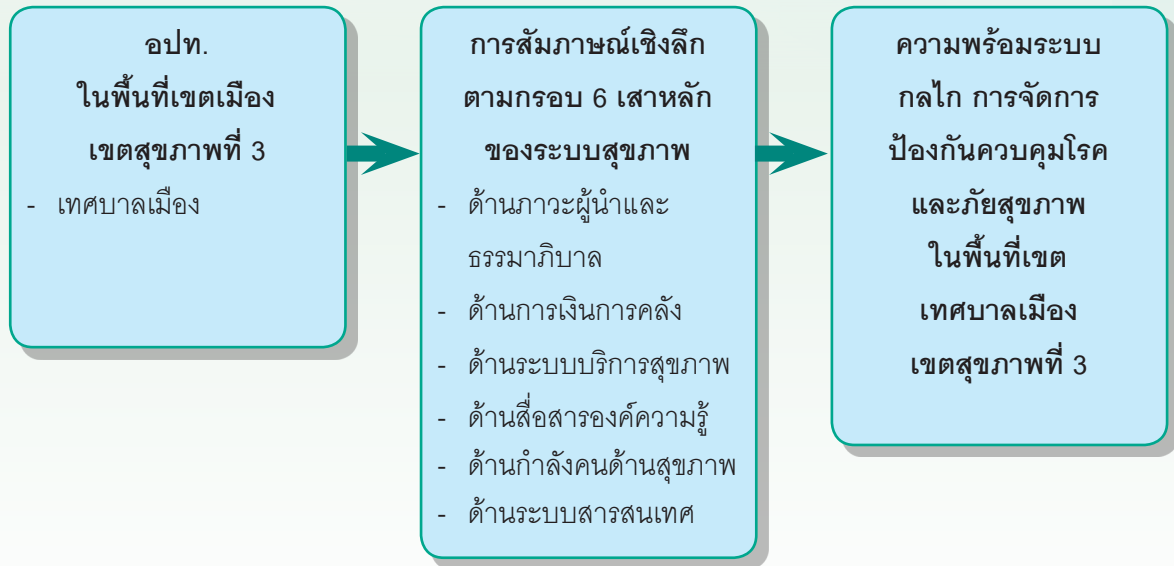 อปท.
ในพื้นที่เขตเมือง
เขตสุขภาพที่ 3
- เทศบาลเมือง
การสัมภาษณ์เชิงลึก
ตามกรอบ 6 เสาหลัก
ของระบบสุขภาพ
- ด้านภาวะผู้นำและ
ธรรมาภิบาล
- ด้านการเงินการคลัง
- ด้านระบบบริการสุขภาพ
- ด้านสื่อสารองค์ความรู้
- ด้านกำลังคนด้านสุขภาพ
- ด้านระบบสารสนเทศ
ความพร้อมระบบ
กลไก การจัดการ
ป้องกันควบคุมโรค
และภัยสุขภาพ
ในพื้นที่เขต
เทศบาลเมือง
เขตสุขภาพที่ 3